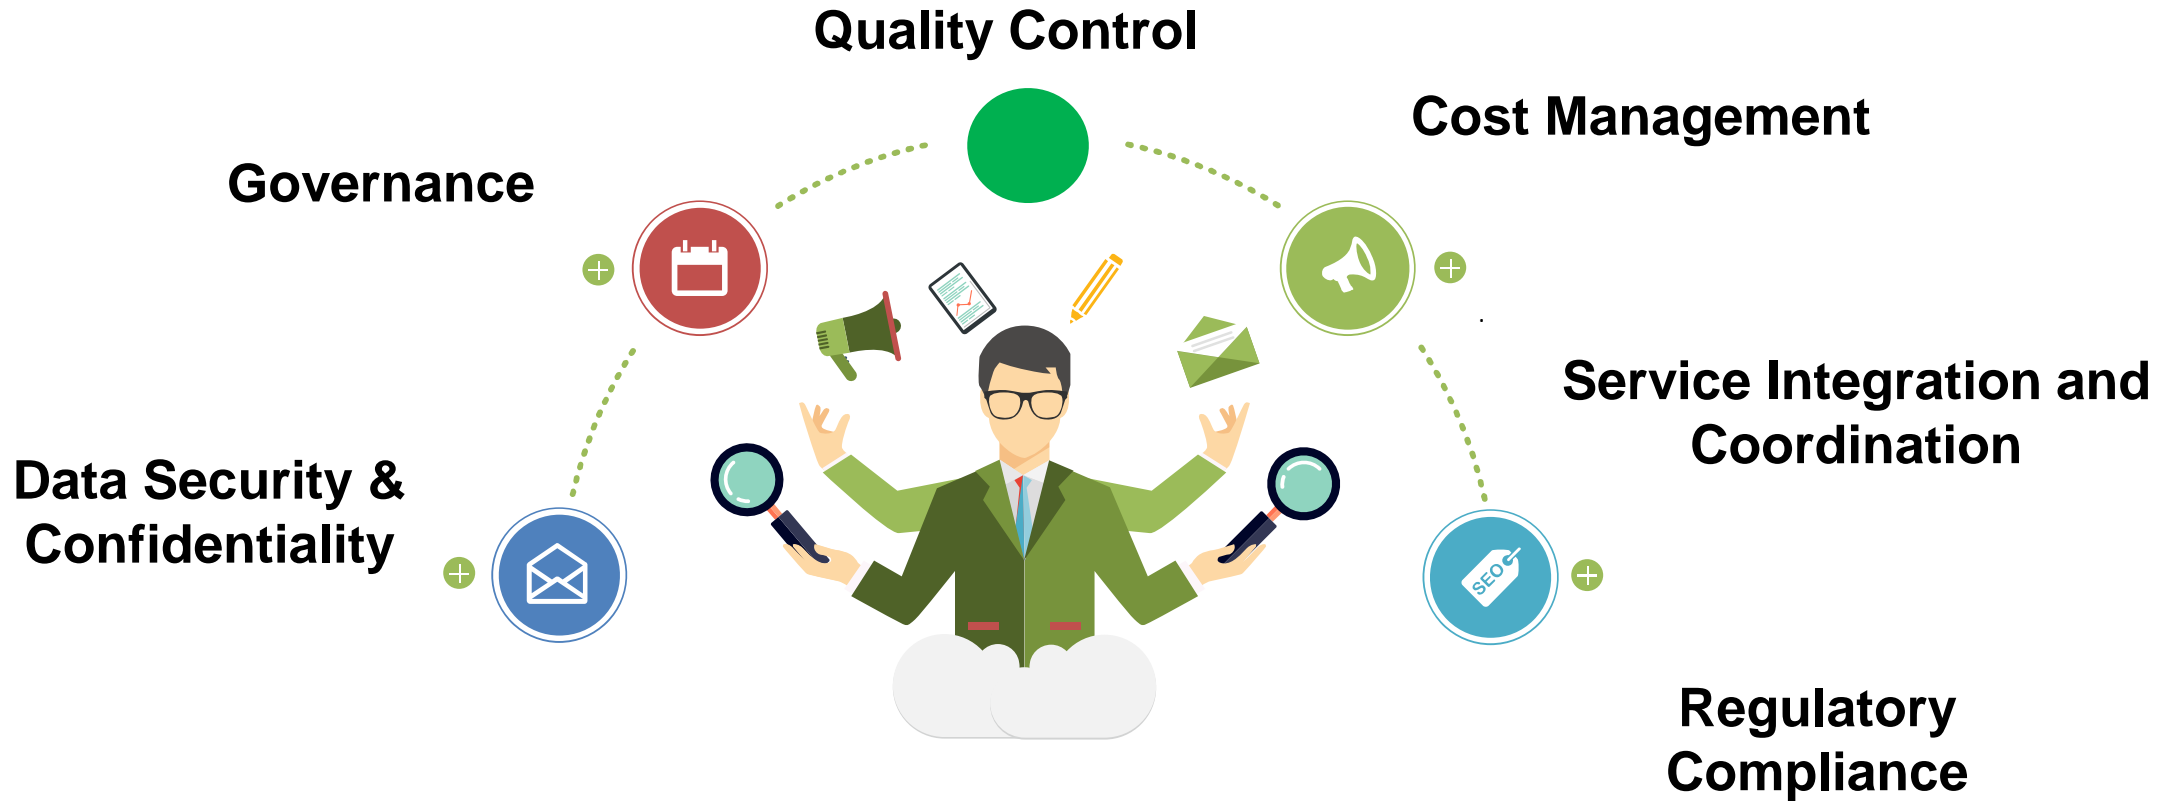 Quality Control
Cost Management
Governance
Service Integration and
Coordination
Data Security &
Confidentiality
SEO
Regulatory
Compliance